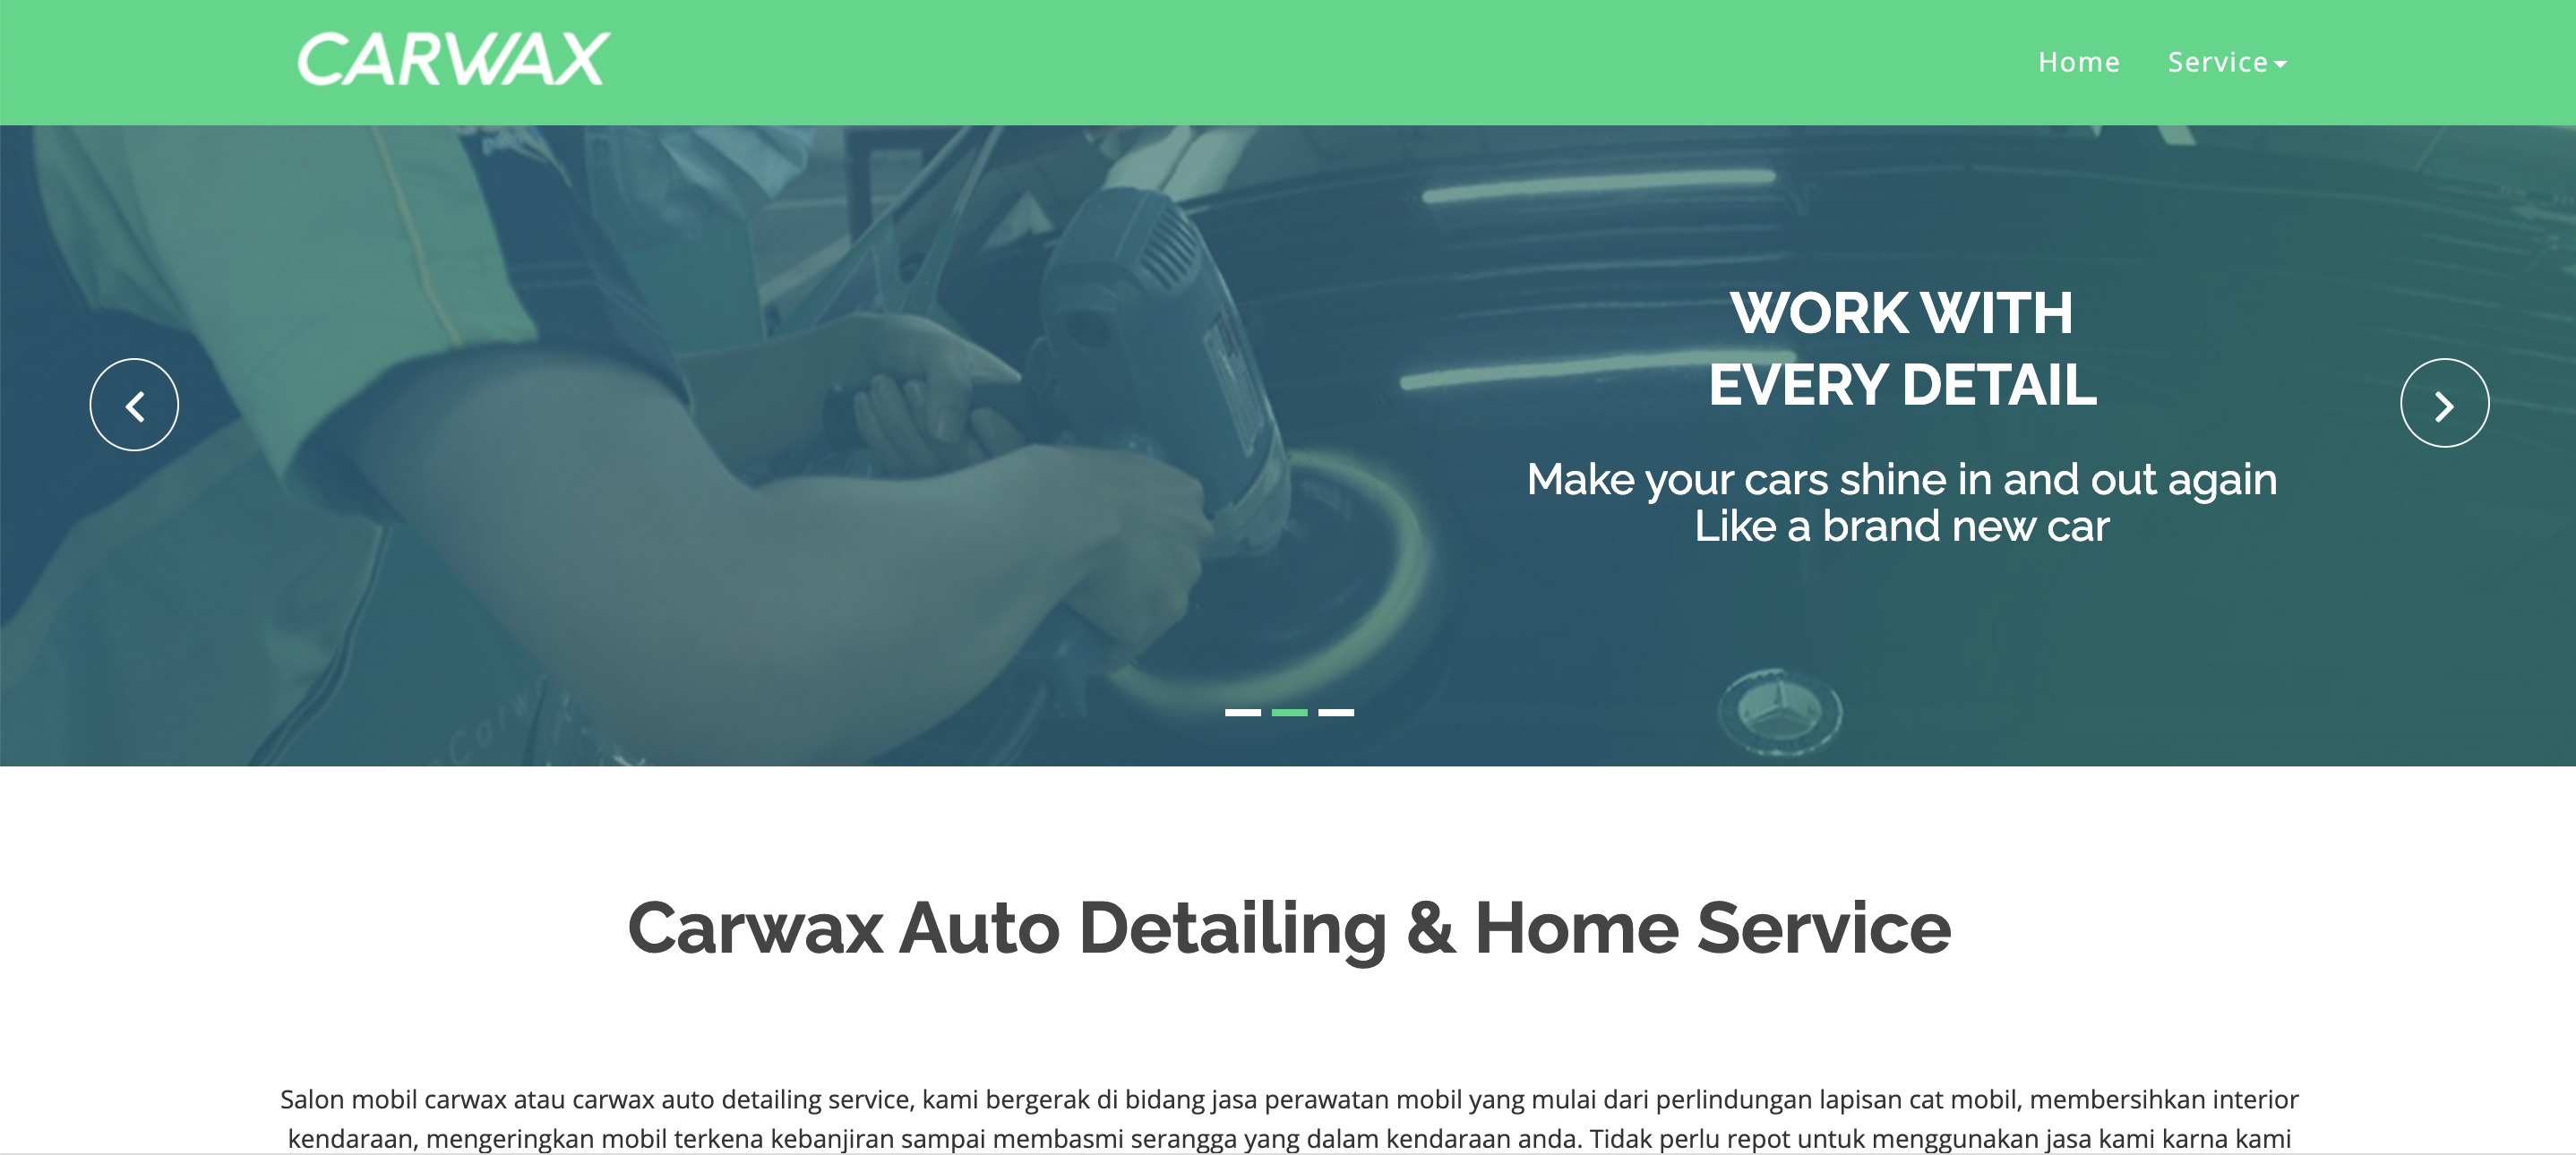 CARWAX
Home
Service
WORK WITH
EVERY DETAIL
Make your cars shine in and out again
Like a brand new car
Carwax Auto Detailing & Home Service
Salon mobil carwax atau carwax auto detailing service, kami bergerak di bidang jasa perawatan mobil yang mulai dari perlindungan lapisan cat mobil, membersihkan interior
kendaraan, mengeringkan mobil terkena kebanjiran sampai membasmi serangga yang dalam kendaraan anda. Tidak perlu repot untuk menggunakan jasa kami karna kami